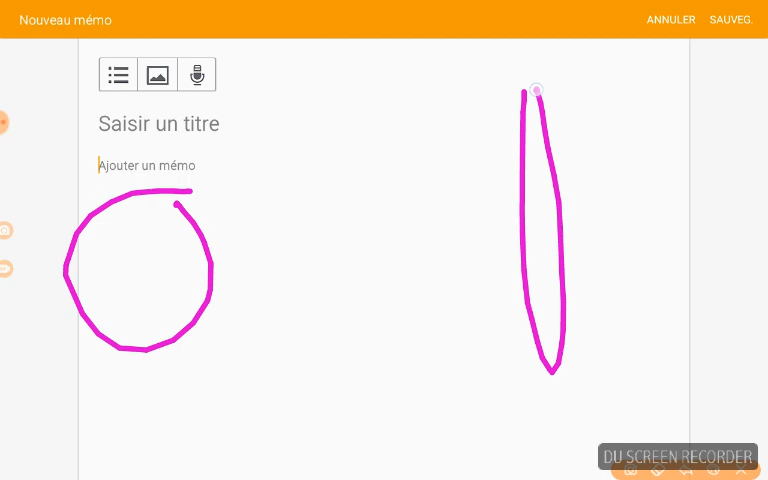 Nouveau mémo
ANNULER SAUVEG.
Saisir un titre
Ajouter un mémo
DU SCREEN RECORDER